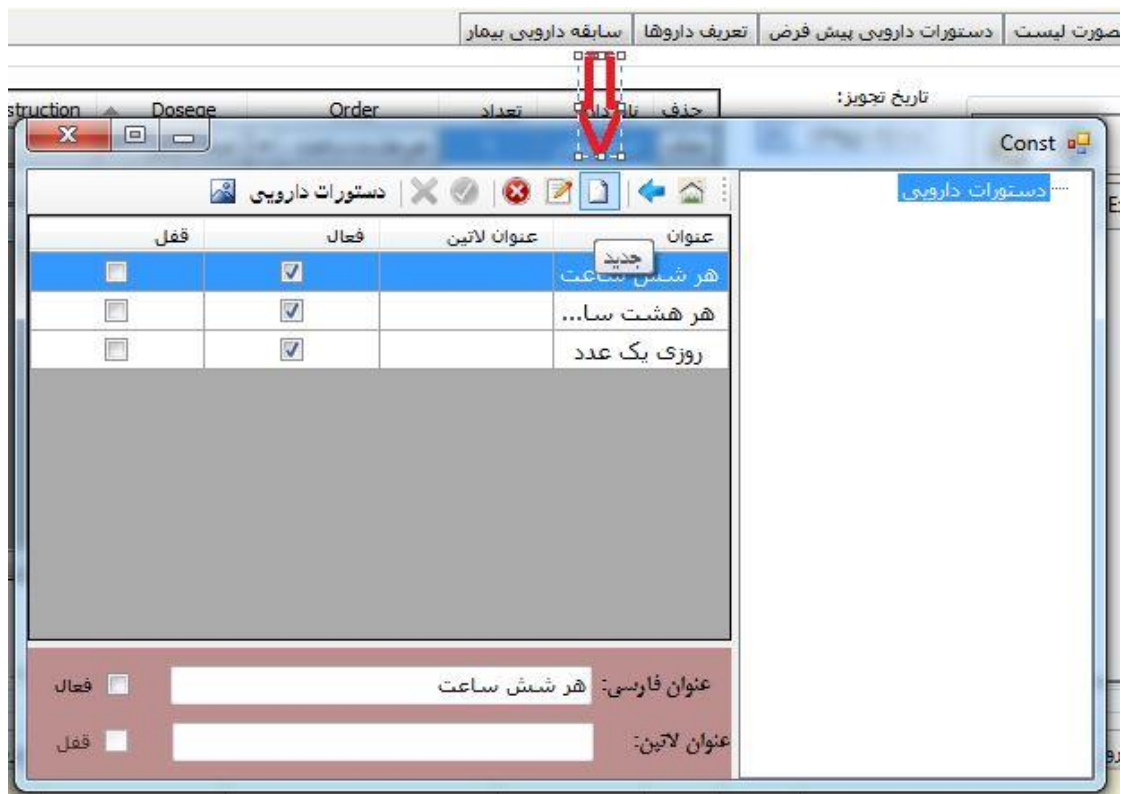 سابقه دارویی بیمار تعریف داروها دستورات دارویی پیش فرض بصورت لیست
تاریخ تجویز:
حذف تعداد Order Dosege struction
Const
دستورات دارویی
دستورات دارویی
عنوان عنوان لاتین فعال قفل
جدید
هر شش ساعت
هر هشت سا...
روزی یک عدد
عنوان فارسی: هر شش ساعت فعال
عنوان لاتین: قفل